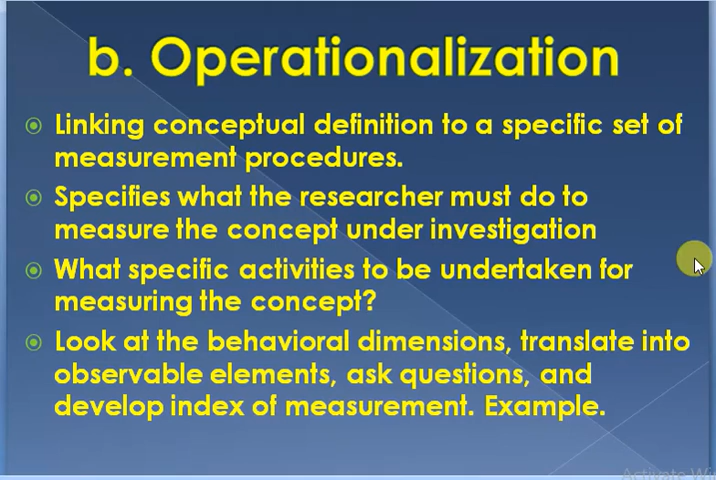 b. Operationalization
Linking conceptual definition to a specific set of
measurement procedures.
Specifies what the researcher must do to
measure the concept under investigation
What specific activities to be undertaken for
measuring the concept?
Look at the behavioral dimensions, translate into
observable elements, ask questions, and
develop index of measurement. Example.